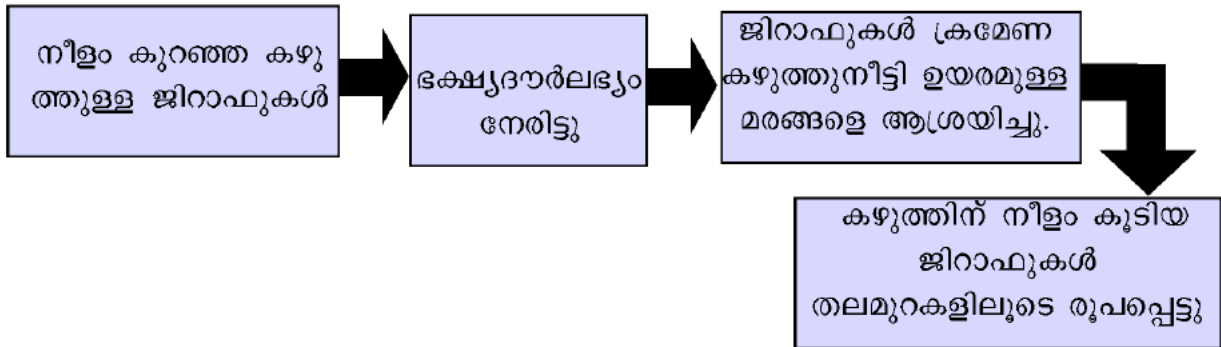 നീളം കുറഞ്ഞ കഴു
ത്തുള്ള ജിറാഫുകൾ
ഭക്ഷ്യദൗർലഭ്യം
നേരിട്ടു
ജിറാഫുകൾ ക്രമേണ
കഴുത്തുനീട്ടി ഉയരമുള്ള
മരങ്ങളെ ആശ്രയിച്ചു.
കഴുത്തിന് നീളം കൂടിയ
ജിറാഫുകൾ
തലമുറകളിലൂടെ രൂപപ്പെട്ടു